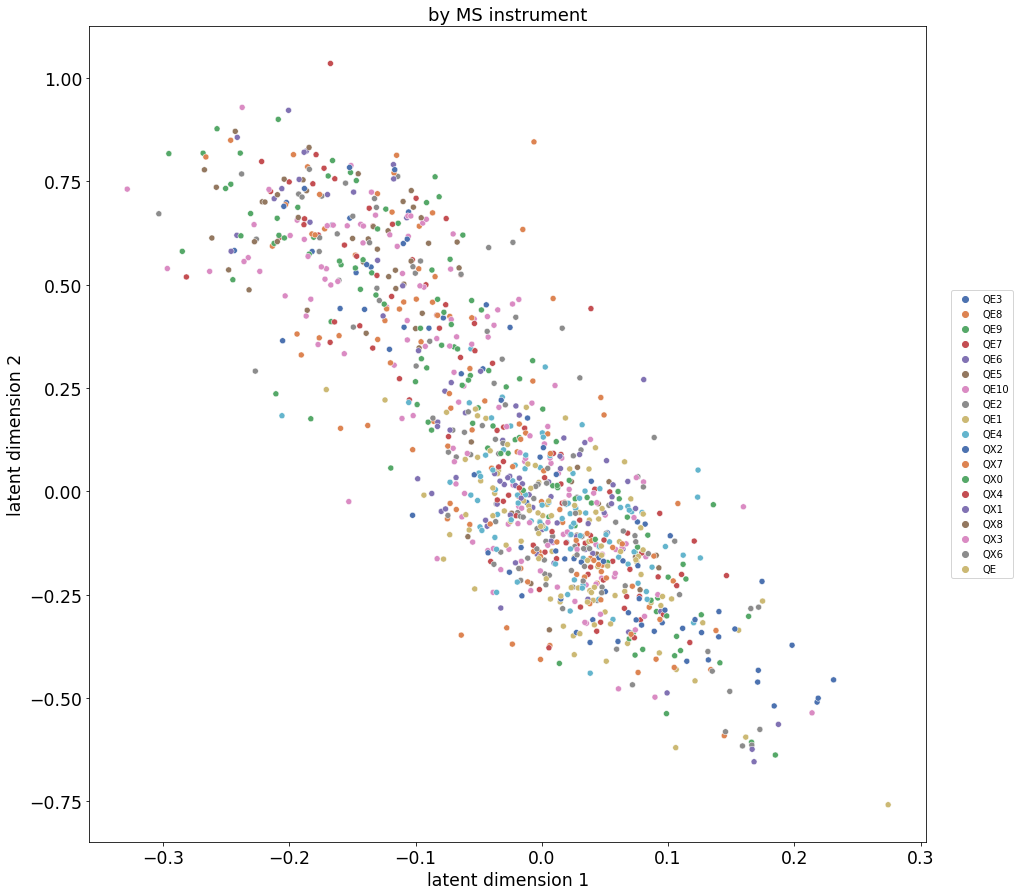 by MS instrument
1.00
0.75
0.50
0.25
0.00
−0.25
−0.50
−0.75
latent dimension 2
−0.3
−0.2
−0.1
0.0
0.1
0.2
0.3
latent dimension 1
QE3
QE8
QE9
QE7
QE6
QE5
QE10
QE2
QE1
QE4
QX2
QX7
QX0
QX4
QX1
QX8
QX3
QX6
QE